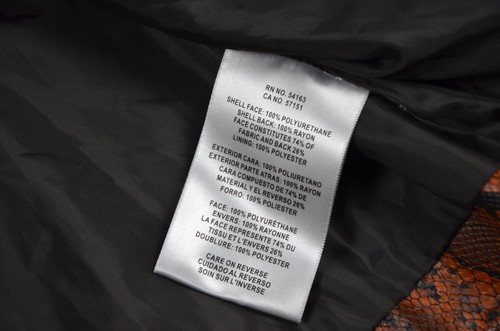 RN NO. 54163
CA NO. 57151
SHELL FACE: 100% POLYURETHANE
SHELL BACK: 100% RAYON
FACE CONSTITUTES 74% OF
FABRIC AND BACK 26%
LINING: 100% POLYESTER
EXTERIOR CARA: 100% POLIURETANO
EXTERIOR PARTE ATRAS: 100% RAYON
CARA COMPUESTO DE 74% DE
MATERIAL Y EL REVERSO 26%
FORRO: 100% POLIESTER
FACE: 100% POLYURÉTHANE
ENVERS: 100% RAYONNE
LA FACE REPRÉSENTE 74% DU
TISSU ET L'ENVERS 26%
DOUBLURE: 100% POLYESTER
CARE ON REVERSE
CUIDADO AL REVERSO
SOIN SUR L'INVERSE